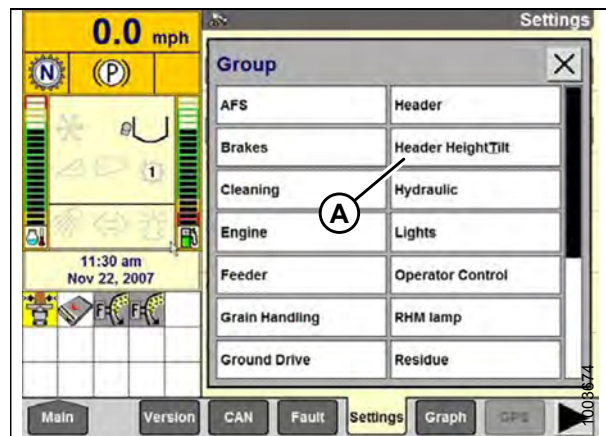 0.0 mph
Settings
N
(P)
Group
AFS
Header
Brakes
Header HeightTilt
1
Cleaning
Hydraulic
A
Engine
Lights
11:30 am
Nov 22, 2007
Feeder
Operator Control
F
F
Grain Handling
RHM lamp
Ground Drive
Residue
Main
Version
CAN
Fault
Settings
Graph
GPS
1003674